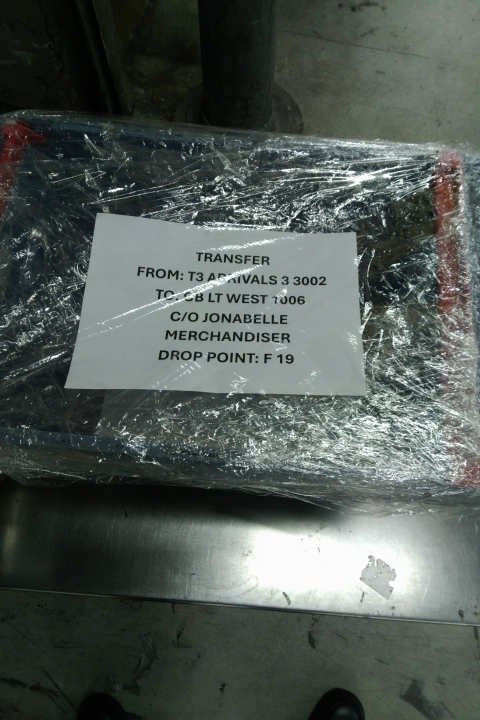 TRANSFER
FROM: T3 ARRIVALS 3 3002
TO: CB LT WEST 1006
C/O JONABELLE
MERCHANDISER
DROP POINT: F 19